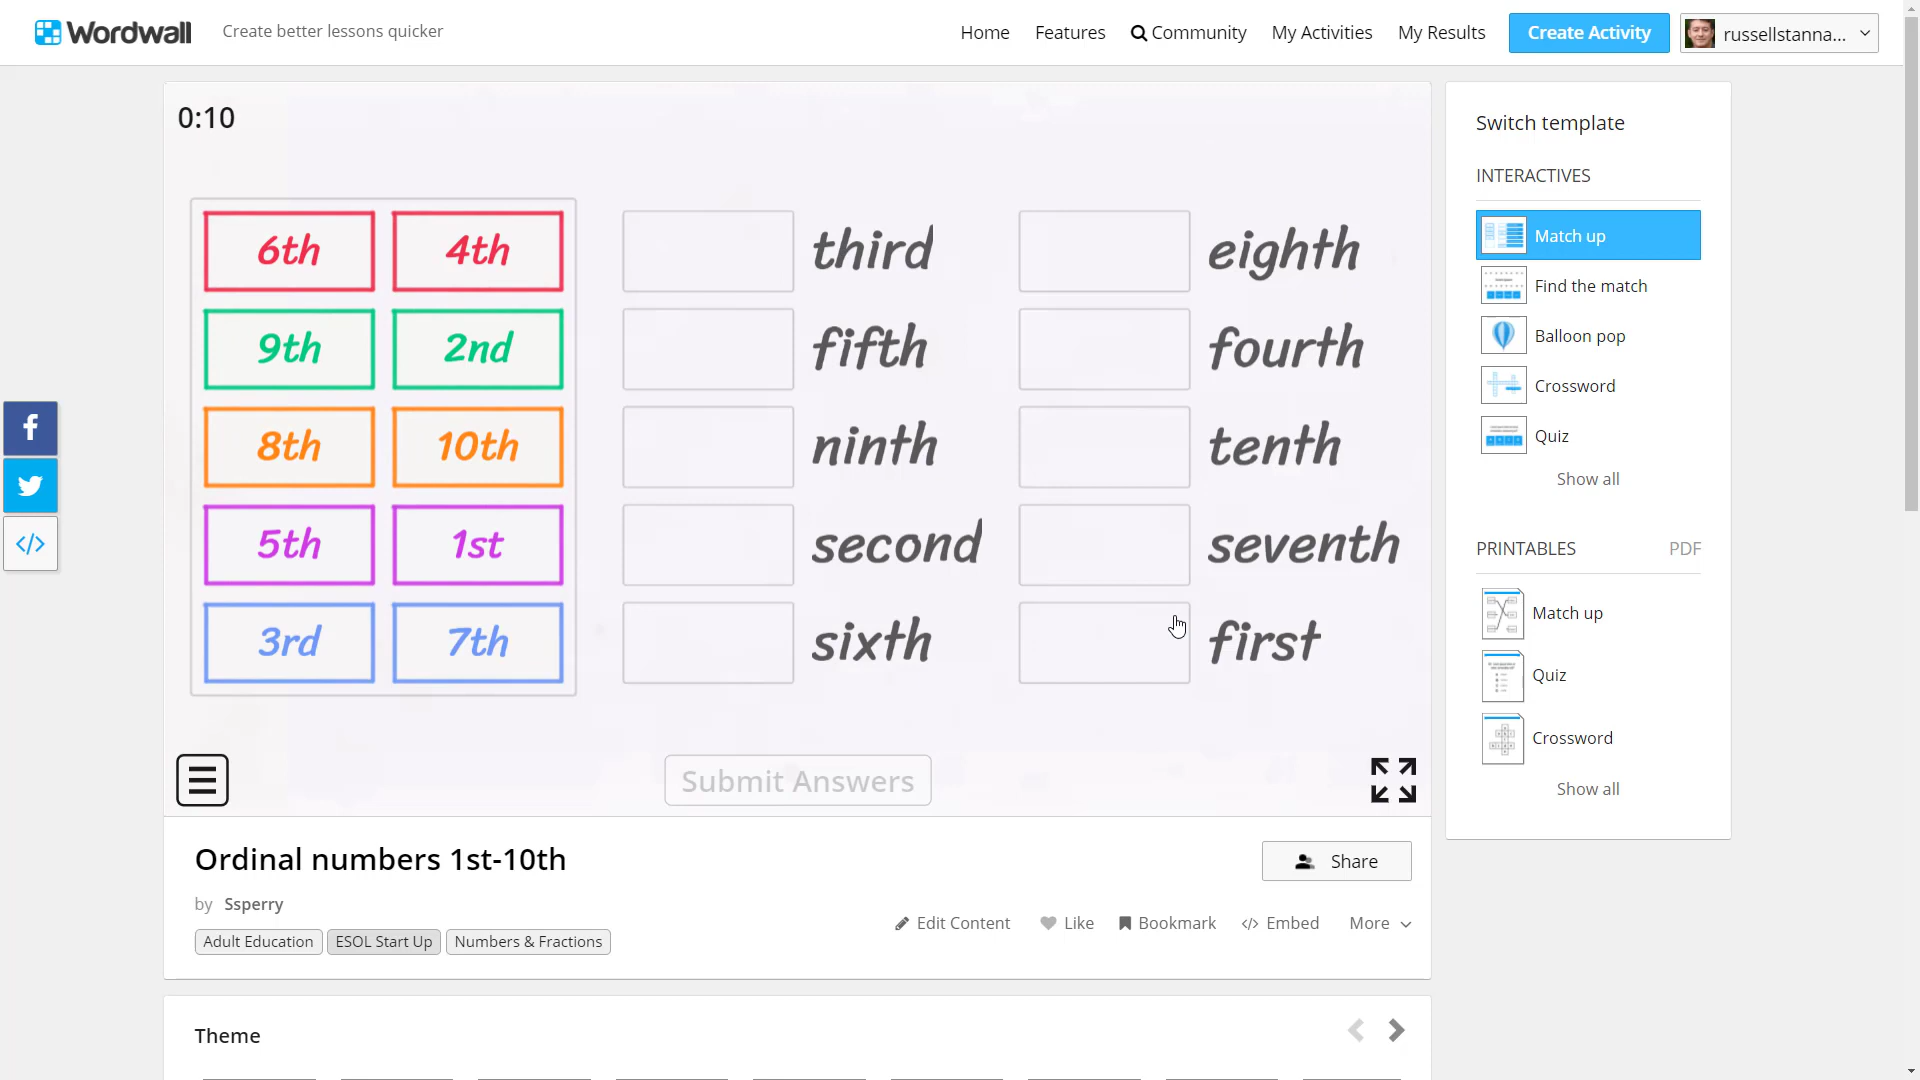 Wordwall Create better lessons quicker Home Features Community My Activities My Results Create Activity russellstanna...
0:10
6th 4th third eighth
9th 2nd fifth fourth
8th 10th ninth tenth
5th 1st second seventh
3rd 7th sixth first
Submit Answers
Ordinal numbers 1st-10th
Share
by Ssperry
Edit Content Like Bookmark </> Embed More
Adult Education ESOL Start Up Numbers & Fractions
Theme
f
</>
Switch template
INTERACTIVES
Match up
Find the match
Balloon pop
Crossword
Quiz
Show all
PRINTABLES PDF
Match up
Quiz
Crossword
Show all